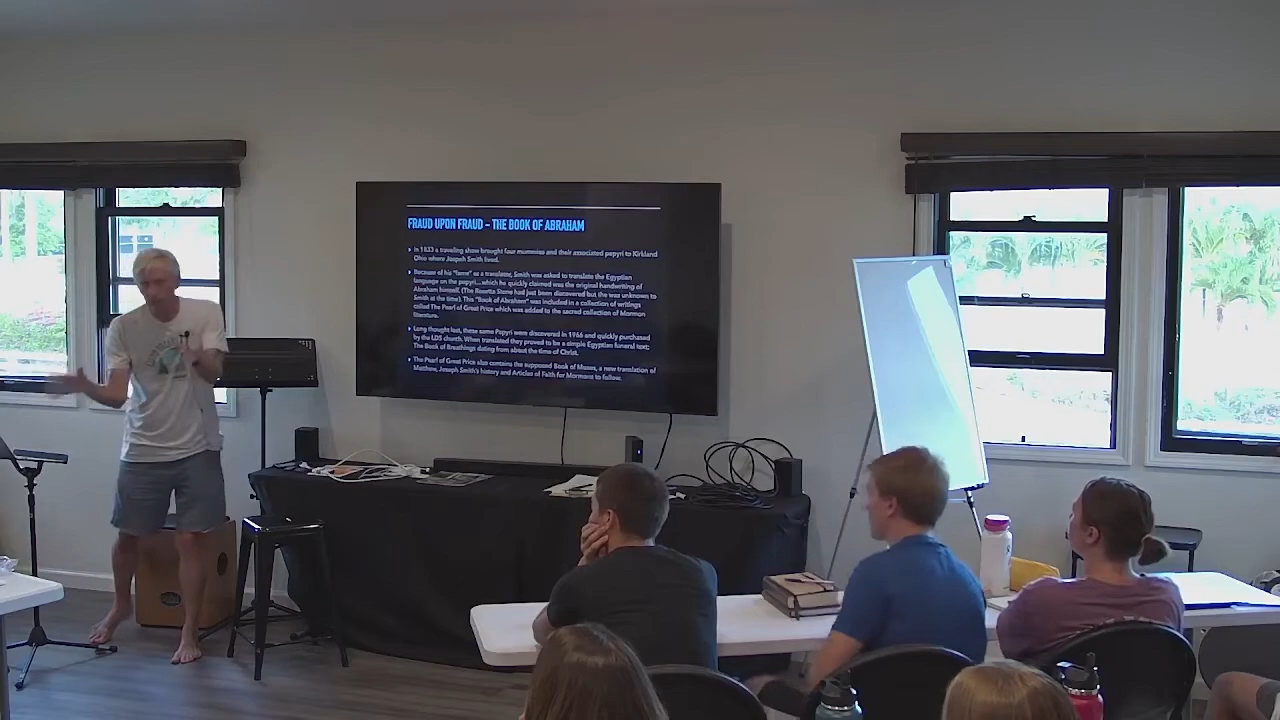 FRAUD UPON FRAUD – THE BOOK OF ABRAHAM
In 1833 a traveling show brought four mummies and their associated papyri to Kirkland
Ohio where Joseph Smith lived.
Because of his "fame" as a translator, Smith was asked to translate the Egyptian
language on the papyri...which he quickly claimed was the original handwriting of
Abraham himself. (The Rosetta Stone had just been discovered but the was unknown to
Smith at the time). This "Book of Abraham" was included in a collection of writings
called The Pearl of Great Price which was added to the sacred collection of Mormon
literature.
Long thought lost, these same Papyri were discovered in 1966 and quickly purchased
by the LDS church. When translated they proved to be a simple Egyptian funeral text:
The Book of Breathings dating from about the time of Christ.
The Pearl of Great Price also contains the supposed Book of Moses, a new translation of
Matthew, Joseph Smith's history and Articles of Faith for Mormons to follow.